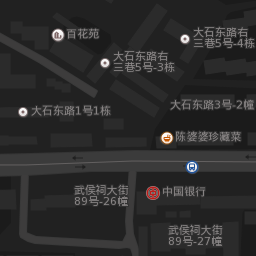 百花苑
大石东路右
三巷5号-4栋
大石东路右
三巷5号-3栋
大石东路1号1栋
大石东路3号-2幢
陈婆婆珍藏菜
武侯祠大街
89号-26幢
中国银行
武侯祠大街
89号-27幢